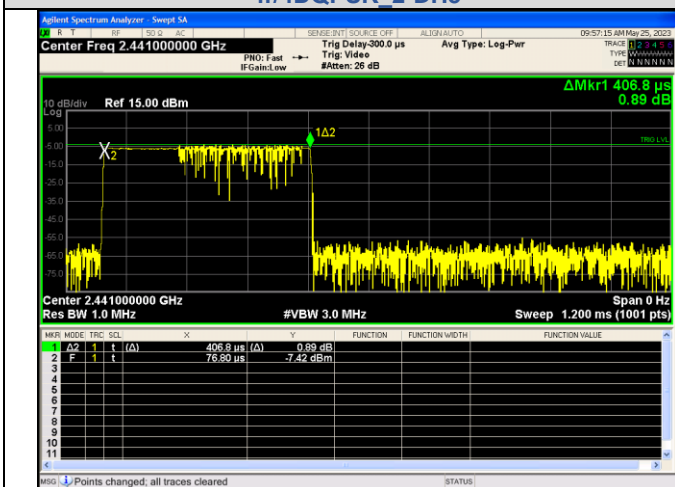 Agilent Spectrum Analyzer - Swept SA
R T RF 50 Ω AC SENSE:INT SOURCE OFF ALIGN AUTO 09:57:15 AM May 25, 2023
Center Freq 2.441000000 GHz
PNO: Fast
IFGain:Low
Trig Delay-300.0 µs
Trig: Video
#Atten: 26 dB
Avg Type: Log-Pwr
TRACE 1 2 3 4 5 6
TYPE
DET N N N N N N
ΔMkr1 406.8 µs
0.89 dB
10 dB/div Ref 15.00 dBm
Log
5.00
-5.00
-15.0
-25.0
-35.0
-45.0
-55.0
-65.0
-75.0
X2
1Δ2
TRIG LVL
Center 2.441000000 GHz
Span 0 Hz
Res BW 1.0 MHz #VBW 3.0 MHz Sweep 1.200 ms (1001 pts)
MKR MODE TRC SCL X Y FUNCTION FUNCTION WIDTH FUNCTION VALUE
1 Δ2 1 t (Δ) 406.8 µs (Δ) 0.89 dB
2 F 1 t 76.80 µs -7.42 dBm
3
4
5
6
7
8
9
10
11
MSG Points changed; all traces cleared STATUS